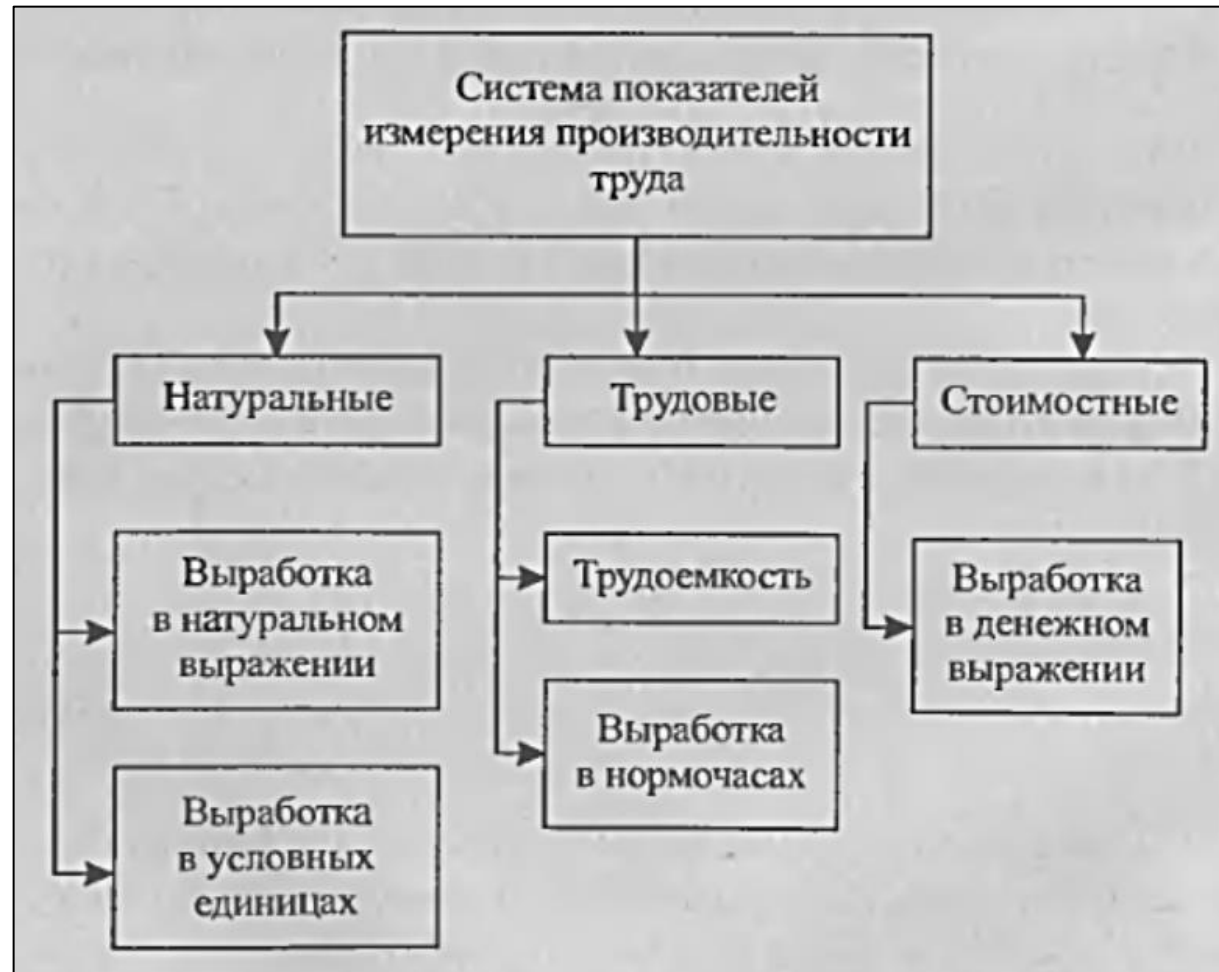 Система показателей
измерения производительности
труда
Натуральные
Трудовые
Стоимостные
Выработка
в натуральном
выражении
Трудоемкость
Выработка
в денежном
выражении
Выработка
в нормочасах
Выработка
в условных
единицах